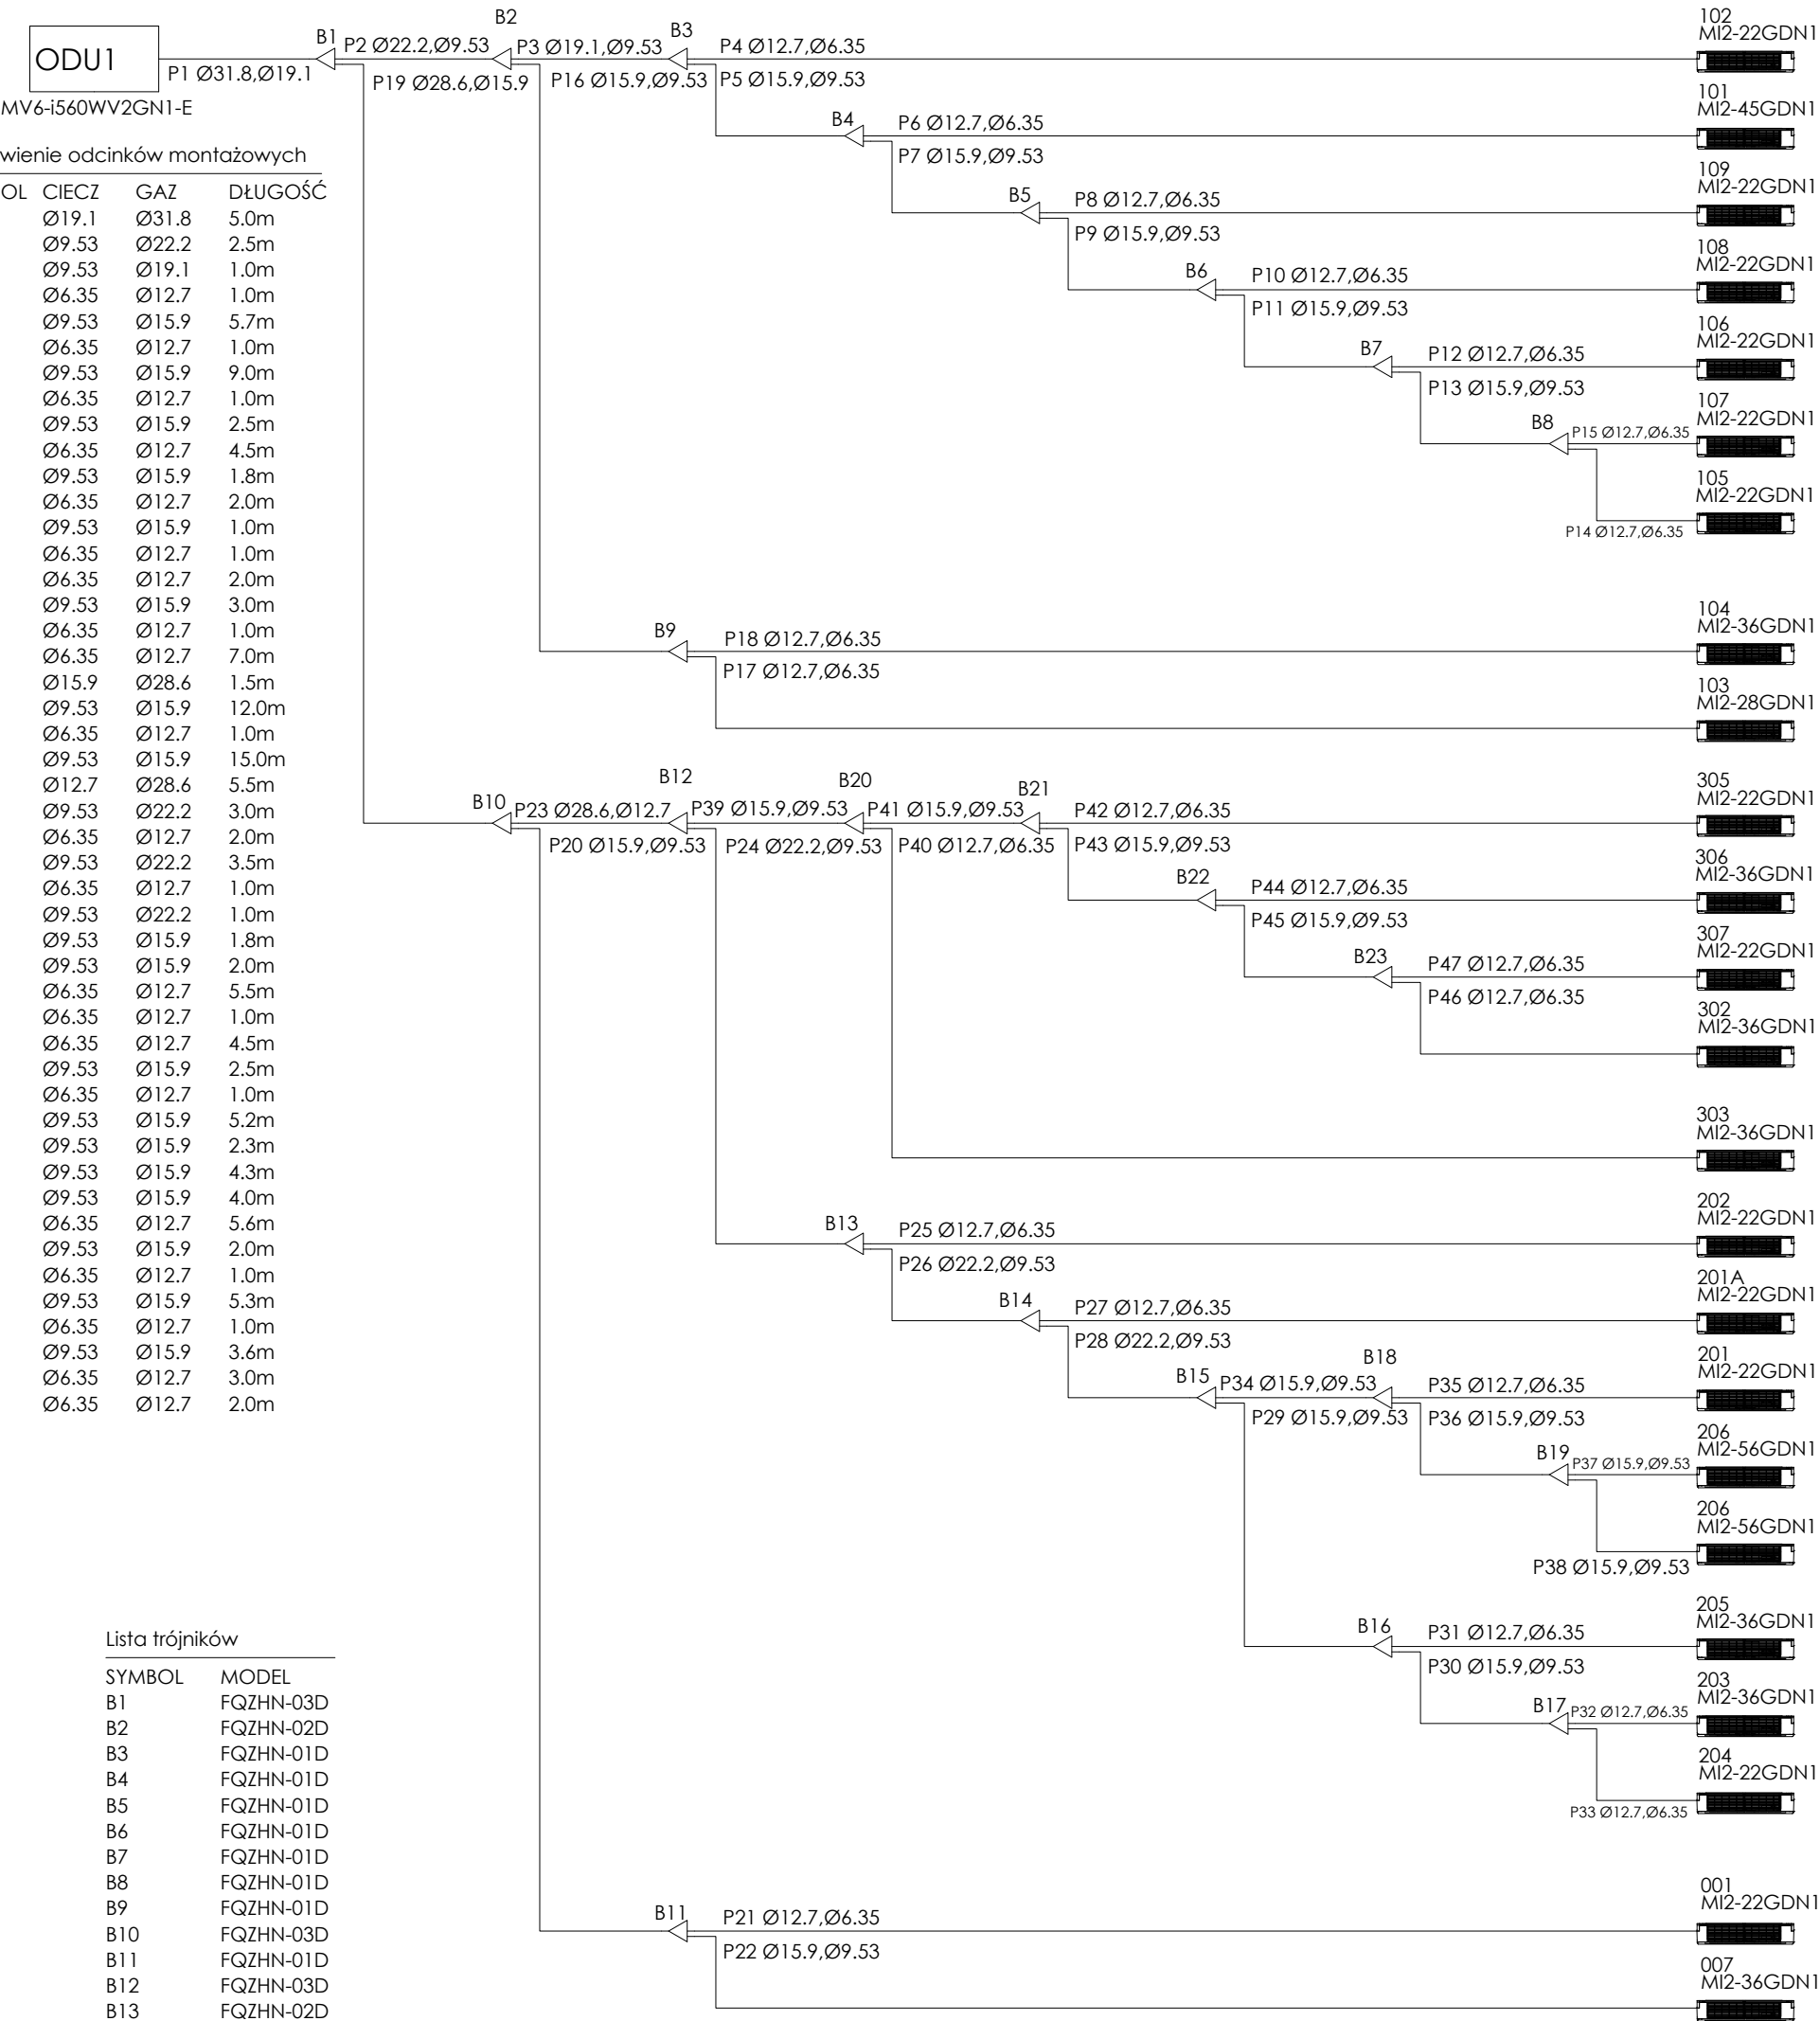 ODU1
MV6-i560WV2GN1-E
P1 Ø31.8,Ø19.1
B1
P2 Ø22.2,Ø9.53
P19 Ø28.6,Ø15.9
B2
P3 Ø19.1,Ø9.53
P16 Ø15.9,Ø9.53
B3
P4 Ø12.7,Ø6.35
P5 Ø15.9,Ø9.53
102
MI2-22GDN1
B4
P6 Ø12.7,Ø6.35
P7 Ø15.9,Ø9.53
101
MI2-45GDN1
B5
P8 Ø12.7,Ø6.35
P9 Ø15.9,Ø9.53
109
MI2-22GDN1
B6
P10 Ø12.7,Ø6.35
P11 Ø15.9,Ø9.53
108
MI2-22GDN1
B7
P12 Ø12.7,Ø6.35
P13 Ø15.9,Ø9.53
106
MI2-22GDN1
B8
P15 Ø12.7,Ø6.35
107
MI2-22GDN1
P14 Ø12.7,Ø6.35
105
MI2-22GDN1
B9
P18 Ø12.7,Ø6.35
P17 Ø12.7,Ø6.35
104
MI2-36GDN1
103
MI2-28GDN1
B10
P23 Ø28.6,Ø12.7
P20 Ø15.9,Ø9.53
B12
P39 Ø15.9,Ø9.53
P24 Ø22.2,Ø9.53
B20
P41 Ø15.9,Ø9.53
P40 Ø12.7,Ø6.35
B21
P42 Ø12.7,Ø6.35
P43 Ø15.9,Ø9.53
305
MI2-22GDN1
B22
P44 Ø12.7,Ø6.35
P45 Ø15.9,Ø9.53
306
MI2-36GDN1
B23
P47 Ø12.7,Ø6.35
P46 Ø12.7,Ø6.35
307
MI2-22GDN1
302
MI2-36GDN1
303
MI2-36GDN1
B13
P25 Ø12.7,Ø6.35
P26 Ø22.2,Ø9.53
202
MI2-22GDN1
B14
P27 Ø12.7,Ø6.35
P28 Ø22.2,Ø9.53
201A
MI2-22GDN1
B15
P34 Ø15.9,Ø9.53
P29 Ø15.9,Ø9.53
B18
P35 Ø12.7,Ø6.35
P36 Ø15.9,Ø9.53
201
MI2-22GDN1
B19
P37 Ø15.9,Ø9.53
206
MI2-56GDN1
P38 Ø15.9,Ø9.53
206
MI2-56GDN1
B16
P31 Ø12.7,Ø6.35
P30 Ø15.9,Ø9.53
205
MI2-36GDN1
B17
P32 Ø12.7,Ø6.35
203
MI2-36GDN1
P33 Ø12.7,Ø6.35
204
MI2-22GDN1
B11
P21 Ø12.7,Ø6.35
P22 Ø15.9,Ø9.53
001
MI2-22GDN1
007
MI2-36GDN1
wienie odcinków montażowych
OL CIECZ GAZ DŁUGOŚĆ
Ø19.1 Ø31.8 5.0m
Ø9.53 Ø22.2 2.5m
Ø9.53 Ø19.1 1.0m
Ø6.35 Ø12.7 1.0m
Ø9.53 Ø15.9 5.7m
Ø6.35 Ø12.7 1.0m
Ø9.53 Ø15.9 9.0m
Ø6.35 Ø12.7 1.0m
Ø9.53 Ø15.9 2.5m
Ø6.35 Ø12.7 4.5m
Ø9.53 Ø15.9 1.8m
Ø6.35 Ø12.7 2.0m
Ø9.53 Ø15.9 1.0m
Ø6.35 Ø12.7 1.0m
Ø6.35 Ø12.7 2.0m
Ø9.53 Ø15.9 3.0m
Ø6.35 Ø12.7 1.0m
Ø6.35 Ø12.7 7.0m
Ø15.9 Ø28.6 1.5m
Ø9.53 Ø15.9 12.0m
Ø6.35 Ø12.7 1.0m
Ø9.53 Ø15.9 15.0m
Ø12.7 Ø28.6 5.5m
Ø9.53 Ø22.2 3.0m
Ø6.35 Ø12.7 2.0m
Ø9.53 Ø22.2 3.5m
Ø6.35 Ø12.7 1.0m
Ø9.53 Ø22.2 1.0m
Ø9.53 Ø15.9 1.8m
Ø9.53 Ø15.9 2.0m
Ø6.35 Ø12.7 5.5m
Ø6.35 Ø12.7 1.0m
Ø6.35 Ø12.7 4.5m
Ø9.53 Ø15.9 2.5m
Ø6.35 Ø12.7 1.0m
Ø9.53 Ø15.9 5.2m
Ø9.53 Ø15.9 2.3m
Ø9.53 Ø15.9 4.3m
Ø9.53 Ø15.9 4.0m
Ø6.35 Ø12.7 5.6m
Ø9.53 Ø15.9 2.0m
Ø6.35 Ø12.7 1.0m
Ø9.53 Ø15.9 5.3m
Ø6.35 Ø12.7 1.0m
Ø9.53 Ø15.9 3.6m
Ø6.35 Ø12.7 3.0m
Ø6.35 Ø12.7 2.0m
Lista trójników
SYMBOL MODEL
B1 FQZHN-03D
B2 FQZHN-02D
B3 FQZHN-01D
B4 FQZHN-01D
B5 FQZHN-01D
B6 FQZHN-01D
B7 FQZHN-01D
B8 FQZHN-01D
B9 FQZHN-01D
B10 FQZHN-03D
B11 FQZHN-01D
B12 FQZHN-03D
B13 FQZHN-02D